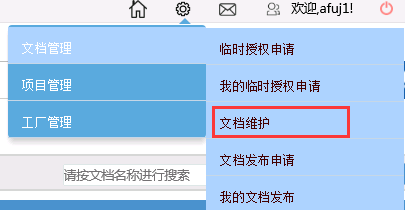 欢迎,afuj1!
文档管理
项目管理
工厂管理
临时授权申请
我的临时授权申请
文档维护
文档发布申请
我的文档发布
请按文档名称进行搜索